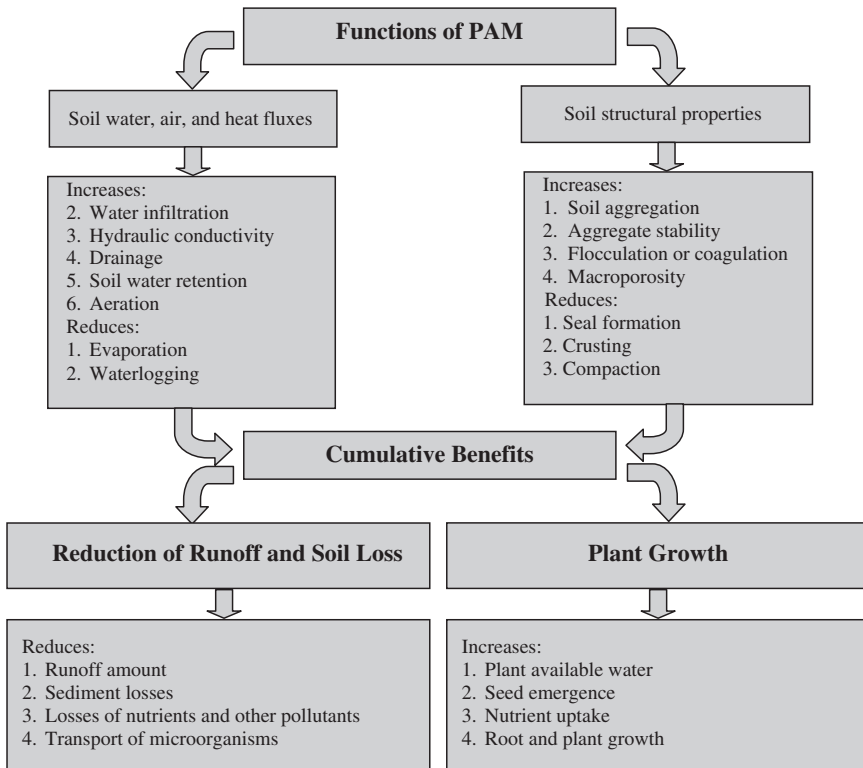 Functions of PAM
Soil water, air, and heat fluxes
Increases:
2. Water infiltration
3. Hydraulic conductivity
4. Drainage
5. Soil water retention
6. Aeration
Reduces:
1. Evaporation
2. Waterlogging
Soil structural properties
Increases:
1. Soil aggregation
2. Aggregate stability
3. Flocculation or coagulation
4. Macroporosity
Reduces:
1. Seal formation
2. Crusting
3. Compaction
Cumulative Benefits
Reduction of Runoff and Soil Loss
Reduces:
1. Runoff amount
2. Sediment losses
3. Losses of nutrients and other pollutants
4. Transport of microorganisms
Plant Growth
Increases:
1. Plant available water
2. Seed emergence
3. Nutrient uptake
4. Root and plant growth